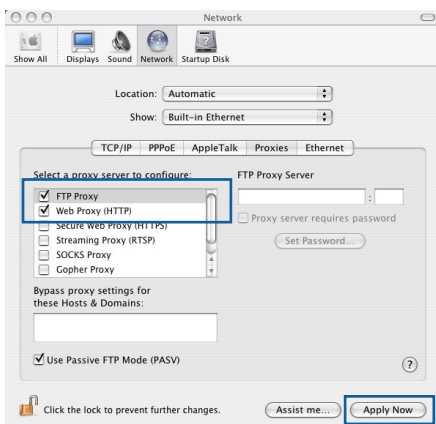 Network
Show All Displays Sound Network Startup Disk
Location: Automatic
Show: Built-in Ethernet
TCP/IP PPPoE AppleTalk Proxies Ethernet
Select a proxy server to configure:
FTP Proxy
Web Proxy (HTTP)
Secure Web Proxy (HTTPS)
Streaming Proxy (RTSP)
SOCKS Proxy
Gopher Proxy
FTP Proxy Server
:
Proxy server requires password
Set Password...
Bypass proxy settings for
these Hosts & Domains:
Use Passive FTP Mode (PASV)
?
Click the lock to prevent further changes.
Assist me... Apply Now